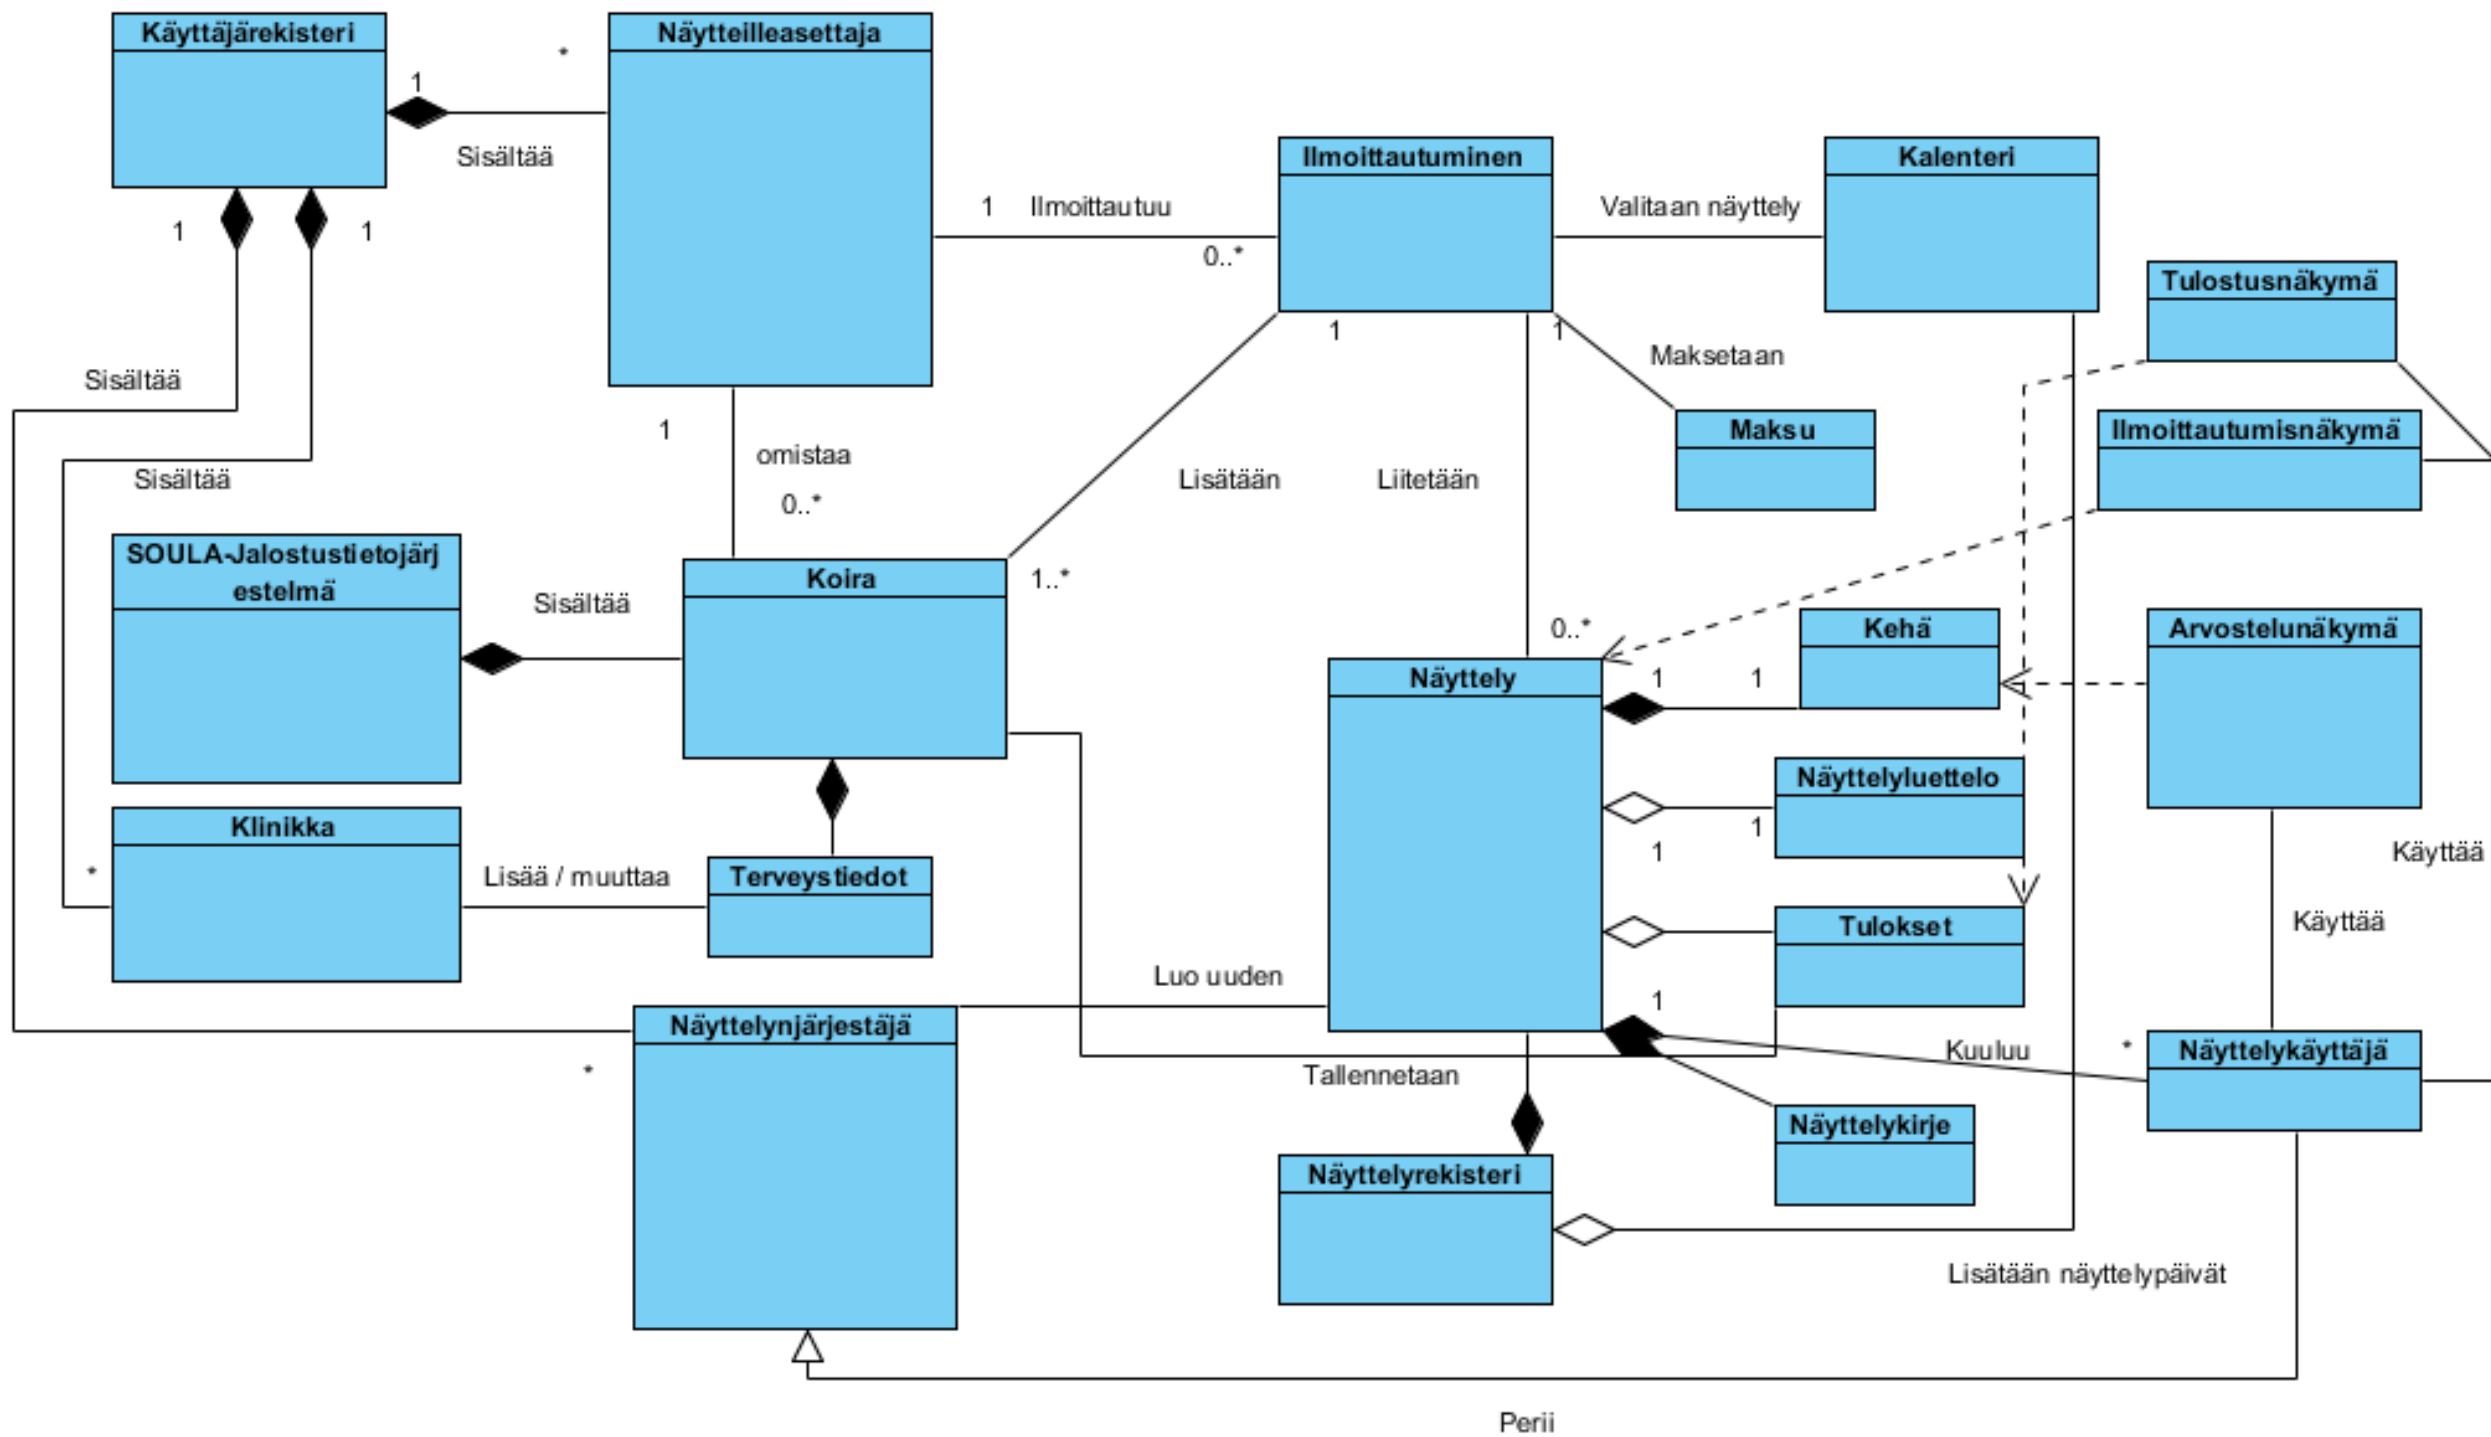 Käyttäjärekisteri
Näytteilleasettaja
*
1
Sisältää
Ilmoittautuminen
Kalenteri
1
1
1
Ilmoittautuu
Valitaan näyttely
0..*
Tulostusnäkymä
1
1
Maksetaan
Sisältää
1
omistaa
Maksu
Ilmoittautumisnäkymä
Sisältää
Lisätään
Liitetään
0..*
SOULA-Jalostustietojärj
estelmä
Koira
1..*
Sisältää
0..*
Kehä
Arvostelunäkymä
Näyttely
1
1
Näyttelyluettelo
Klinikka
1
1
Käyttää
*
Lisää / muuttaa
Terveystiedot
Tulokset
Käyttää
Luo uuden
1
Näyttelynjärjestäjä
Kuuluu
*
Näyttelykäyttäjä
*
Tallennetaan
Näyttelykirje
Näyttelyrekisteri
Lisätään näyttelypäivät
Perii